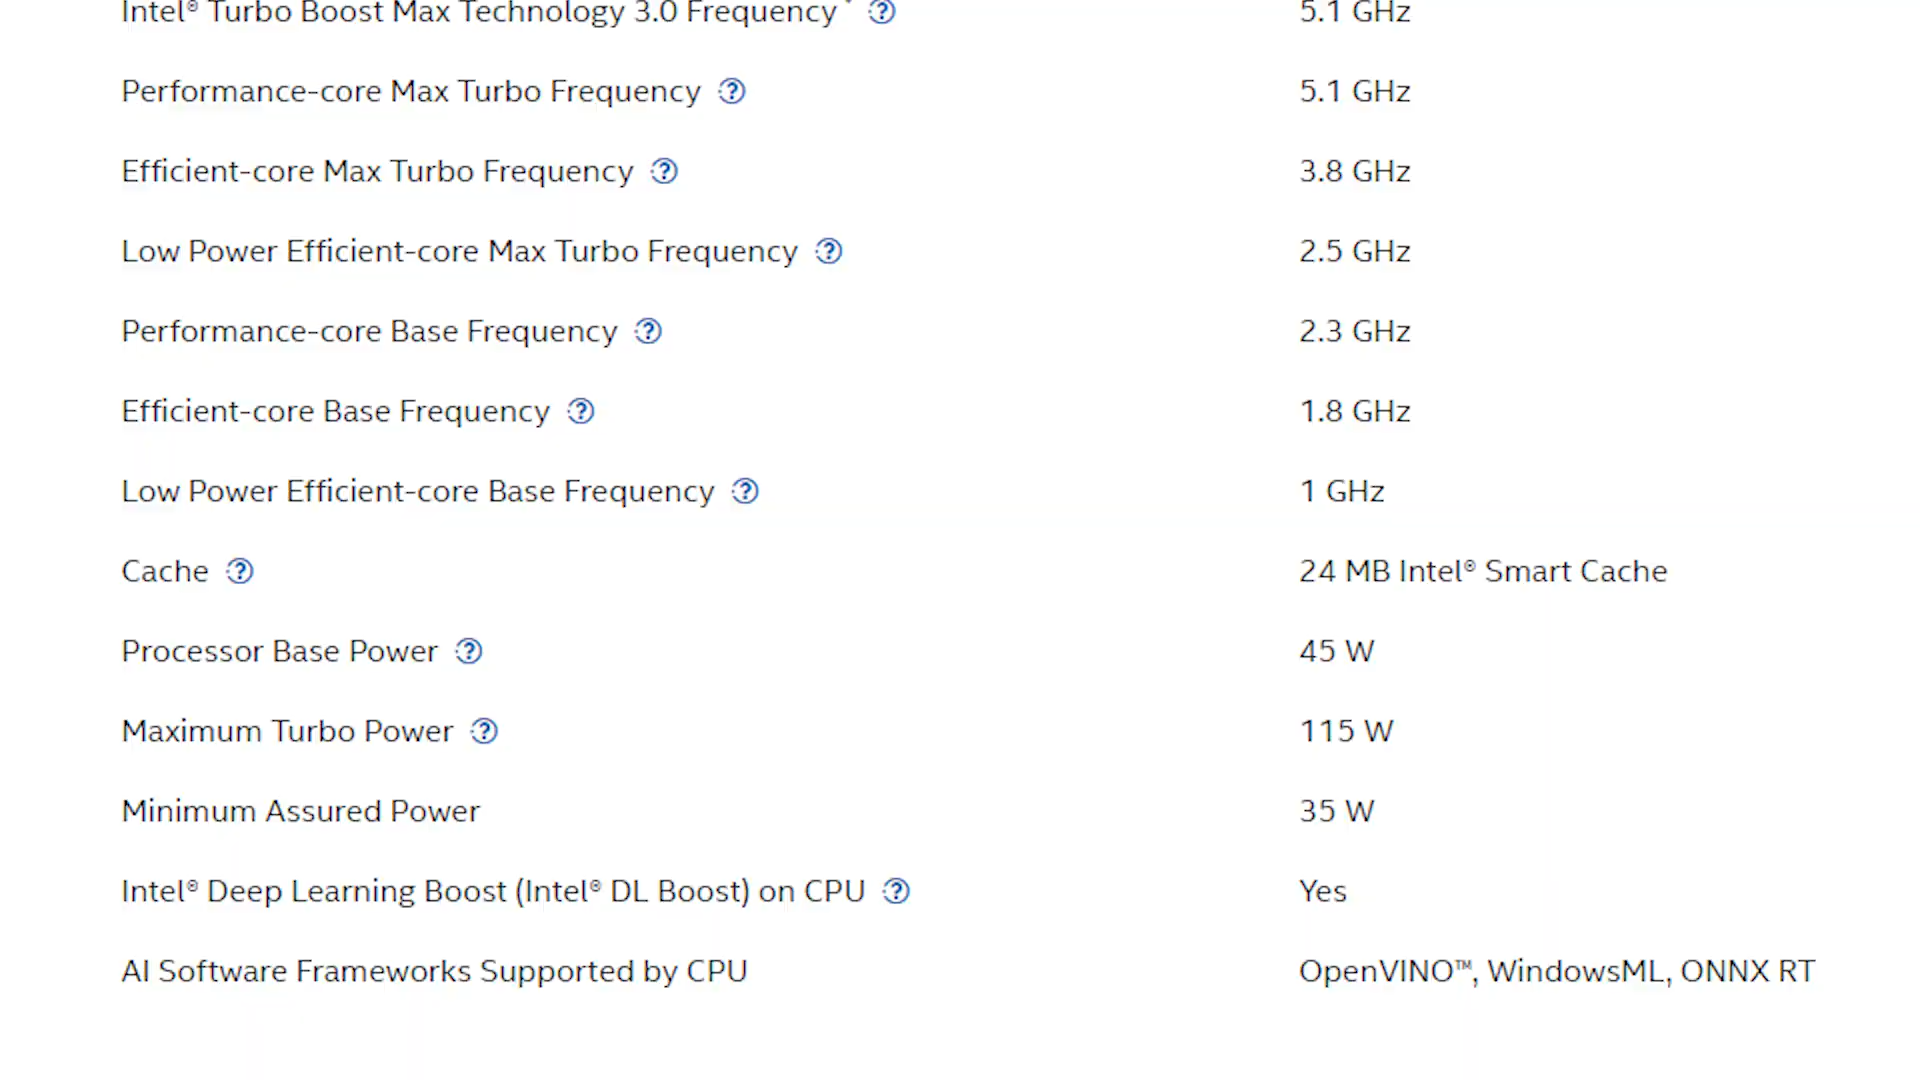 Intel® Turbo Boost Max Technology 3.0 Frequency 5.1 GHz
Performance-core Max Turbo Frequency 5.1 GHz
Efficient-core Max Turbo Frequency 3.8 GHz
Low Power Efficient-core Max Turbo Frequency 2.5 GHz
Performance-core Base Frequency 2.3 GHz
Efficient-core Base Frequency 1.8 GHz
Low Power Efficient-core Base Frequency 1 GHz
Cache 24 MB Intel® Smart Cache
Processor Base Power 45 W
Maximum Turbo Power 115 W
Minimum Assured Power 35 W
Intel® Deep Learning Boost (Intel® DL Boost) on CPU Yes
AI Software Frameworks Supported by CPU OpenVINO™, WindowsML, ONNX RT